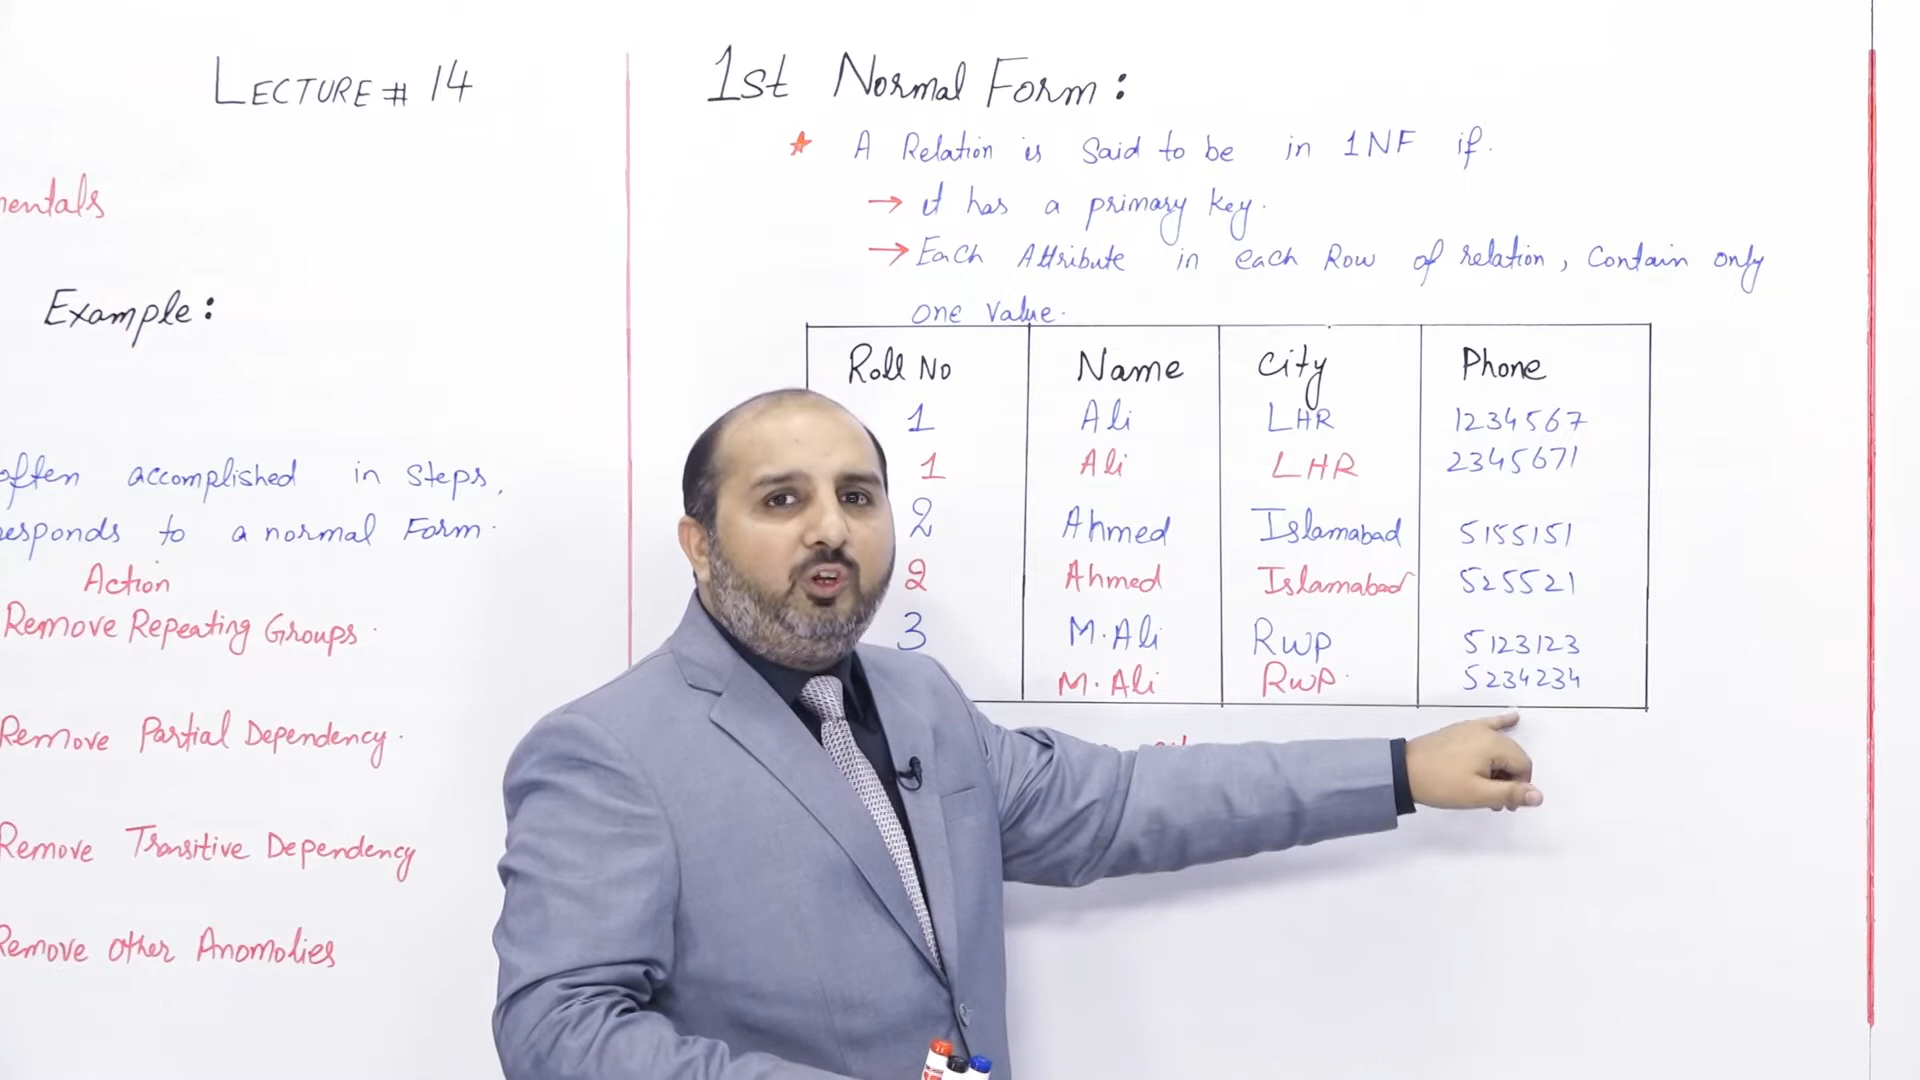 LECTURE # 14
Example:
often accomplished in steps,
to a normal Form.
Action
Remove Repeating Groups.
Remove Partial Dependency.
Remove Transitive Dependency
Remove other Anomolies
1st Normal Form:
★ A Relation is said to be in 1NF if.
→ it has a primary key.
→ Each Attribute in each Row of relation, contain only
one value.
Roll No Name City Phone
1 Ali LHR 1234567
1 Ali LHR 2345671
2 Ahmed Islamabad 5155151
2 Ahmed Islamabad 525521
3 M. Ali Rwp 5123123
M. Ali Rwp. 5234234